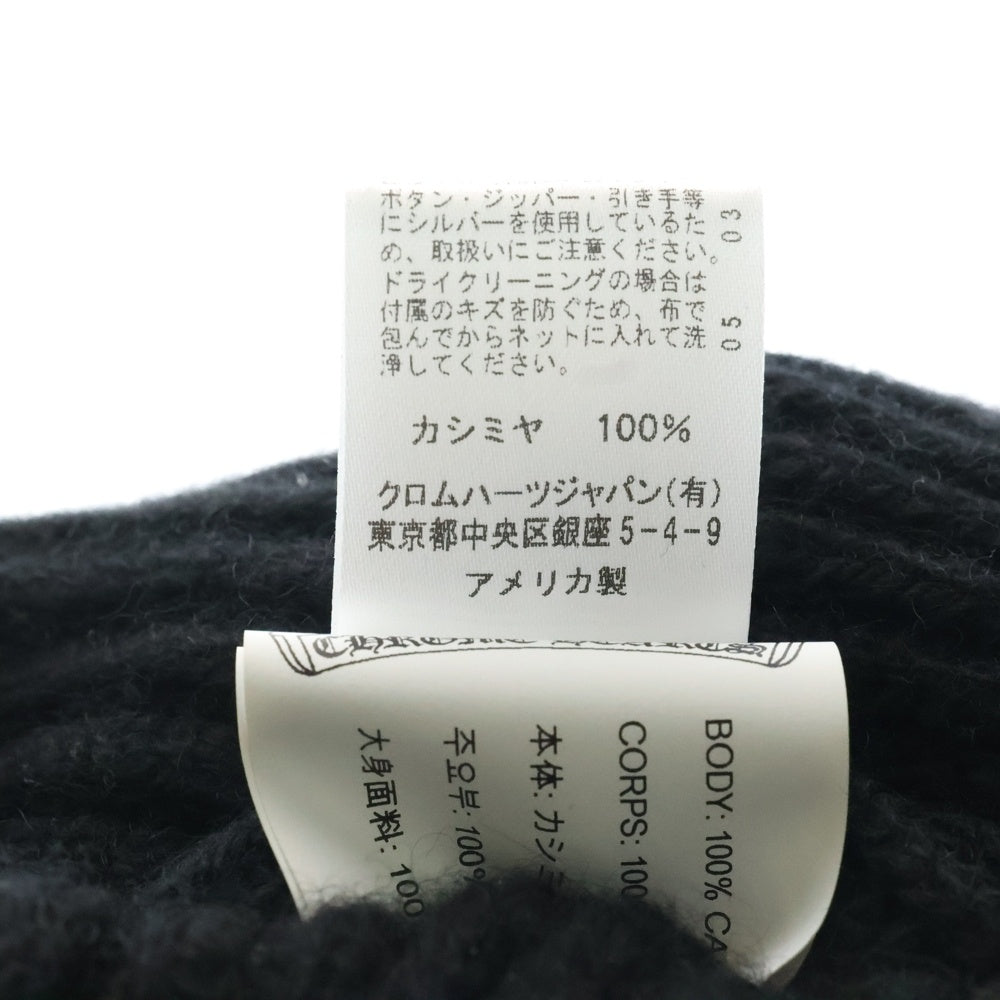 ボタン・ジッパー・引き手等
にシルバーを使用しているた
め、取扱いにご注意ください。
ドライクリーニングの場合は
付属のキズを防ぐため、布で
包んでからネットに入れて洗
浄してください。
05 03
カシミヤ 100%
クロムハーツジャパン(有)
東京都中央区銀座5-4-9
アメリカ製
CHROME HEARTS
BODY: 100% CA
CORPS: 100
本体: カシミ
주요부: 100%
大身面料: 100